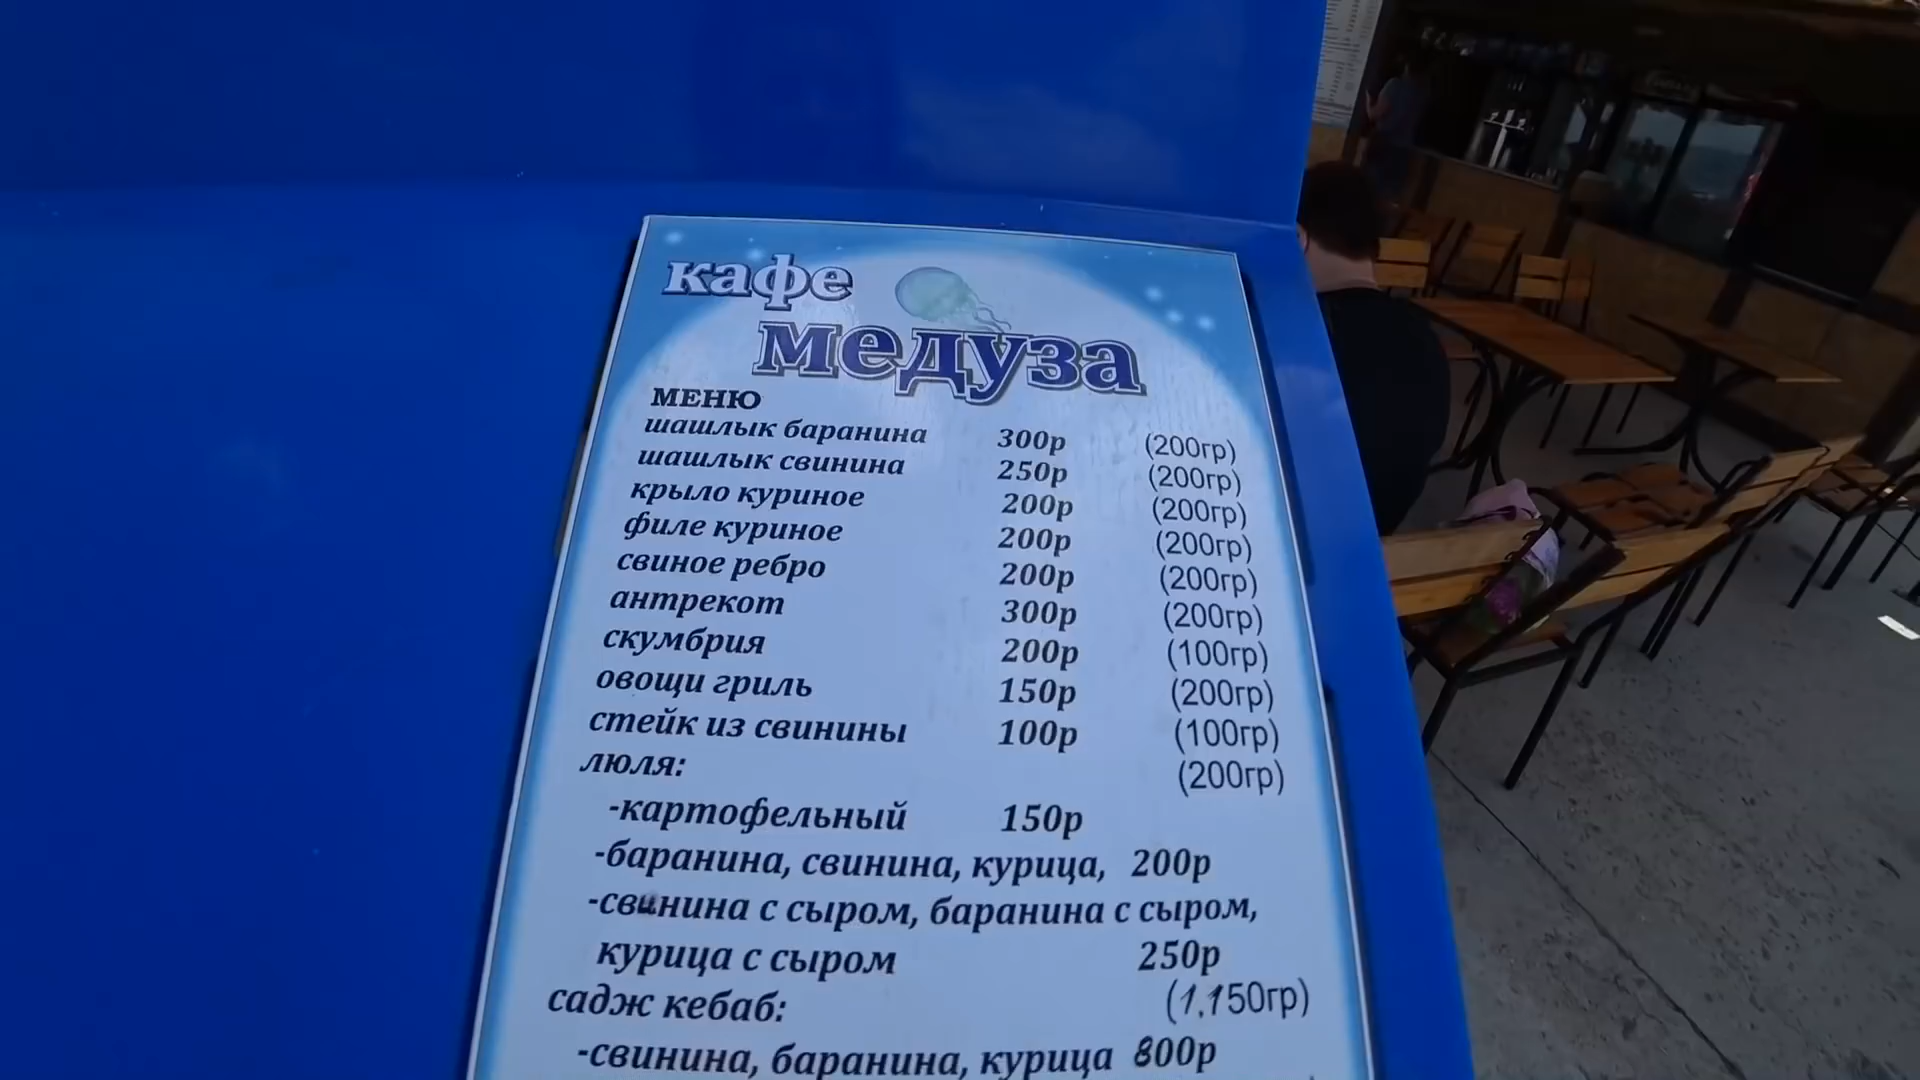 кафе
медуза
МЕНЮ
шашлык баранина 300р (200гр)
шашлык свинина 250р (200гр)
крыло куриное 200р (200гр)
филе куриное 200р (200гр)
свиное ребро 200р (200гр)
антрекот 300р (200гр)
скумбрия 200р (100гр)
овощи гриль 150р (200гр)
стейк из свинины 100р (100гр)
люля: (200гр)
-картофельный 150р
-баранина, свинина, курица, 200р
-свинина с сыром, баранина с сыром,
курица с сыром 250р
садж кебаб: (1.150гр)
-свинина, баранина, курица 800р